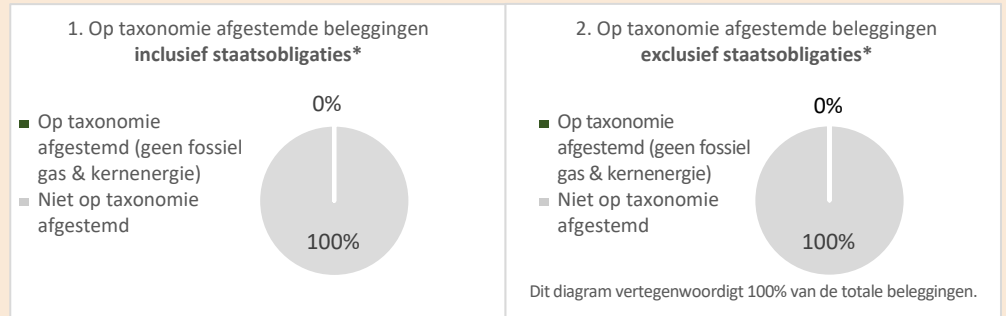 1. Op taxonomie afgestemde beleggingen
inclusief staatsobligaties*
0%
Op taxonomie
afgestemd (geen fossiel
gas & kernenergie)
Niet op taxonomie
afgestemd
100%
2. Op taxonomie afgestemde beleggingen
exclusief staatsobligaties*
0%
Op taxonomie
afgestemd (geen fossiel
gas & kernenergie)
Niet op taxonomie
afgestemd
100%
Dit diagram vertegenwoordigt 100% van de totale beleggingen.